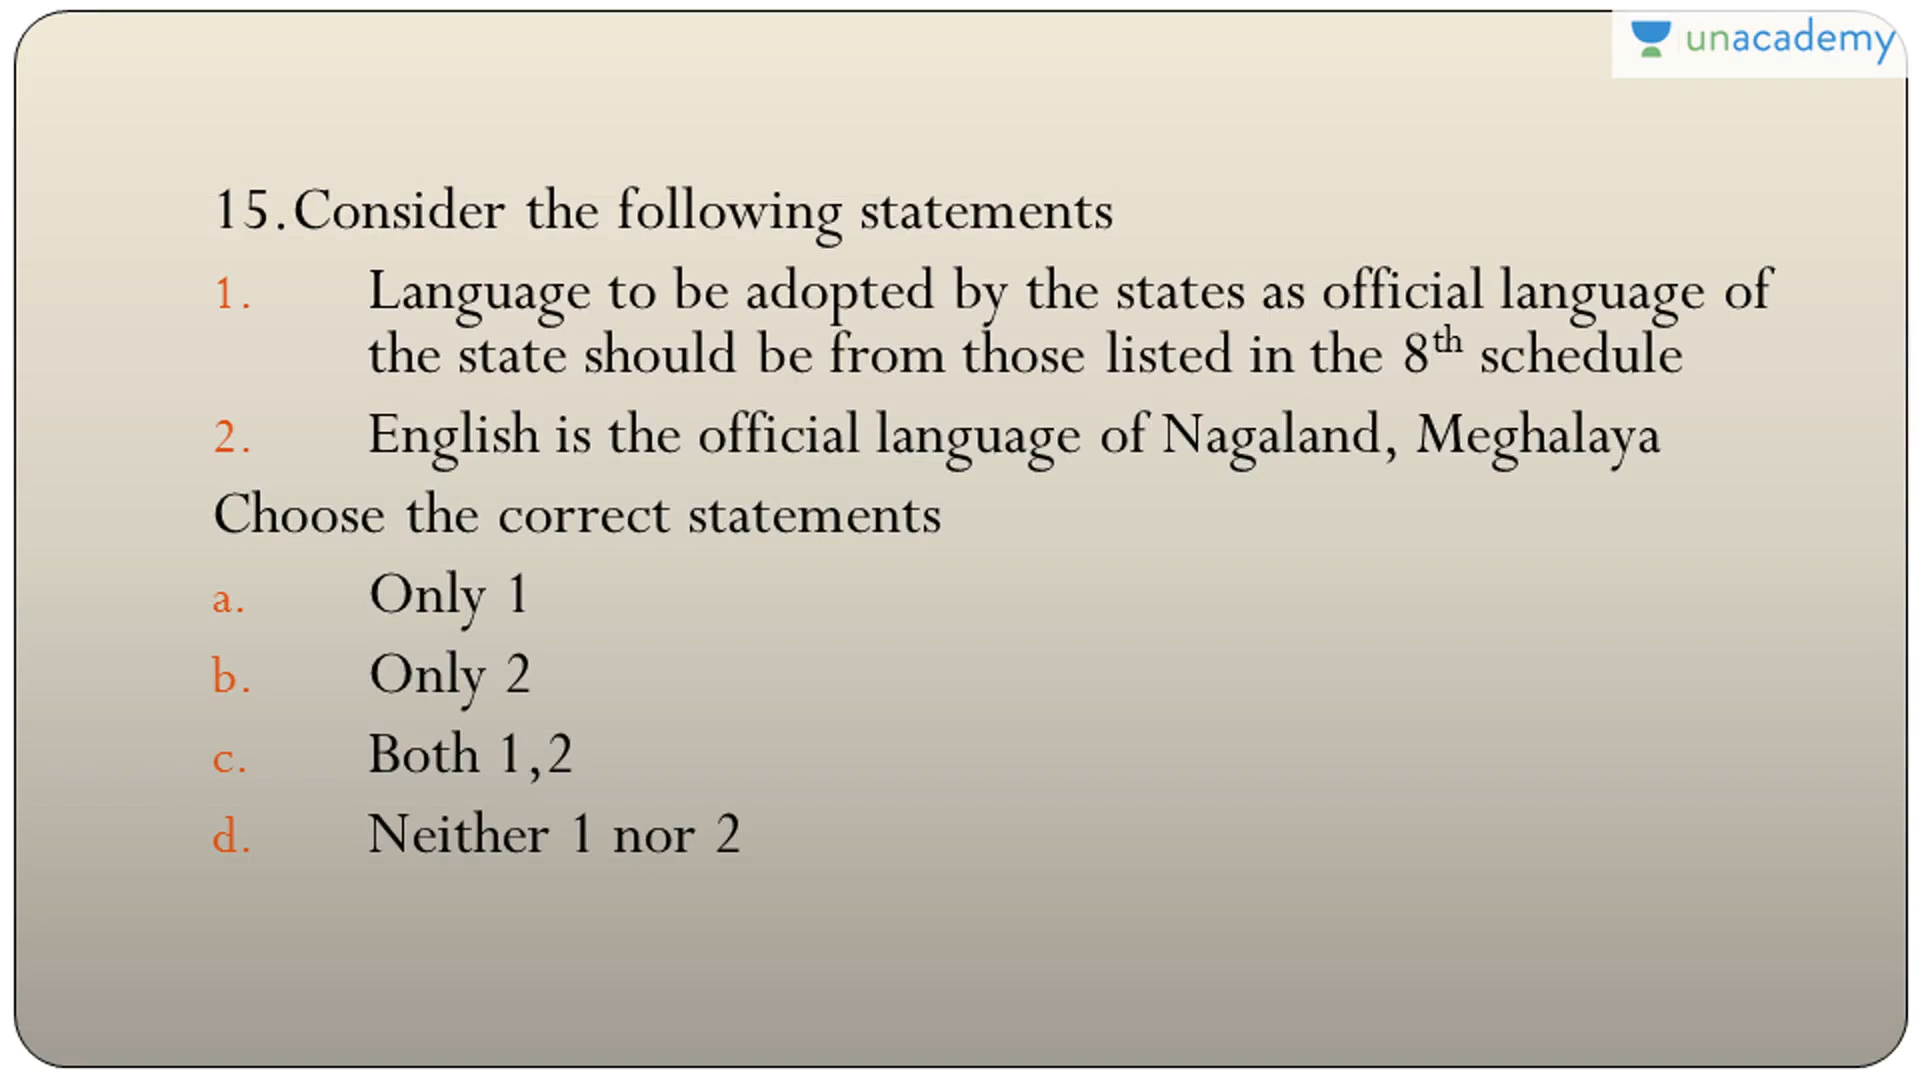 unacademy
15.Consider the following statements
1. Language to be adopted by the states as official language of
the state should be from those listed in the 8th schedule
2. English is the official language of Nagaland, Meghalaya
Choose the correct statements
a. Only 1
b. Only 2
c. Both 1,2
d. Neither 1 nor 2